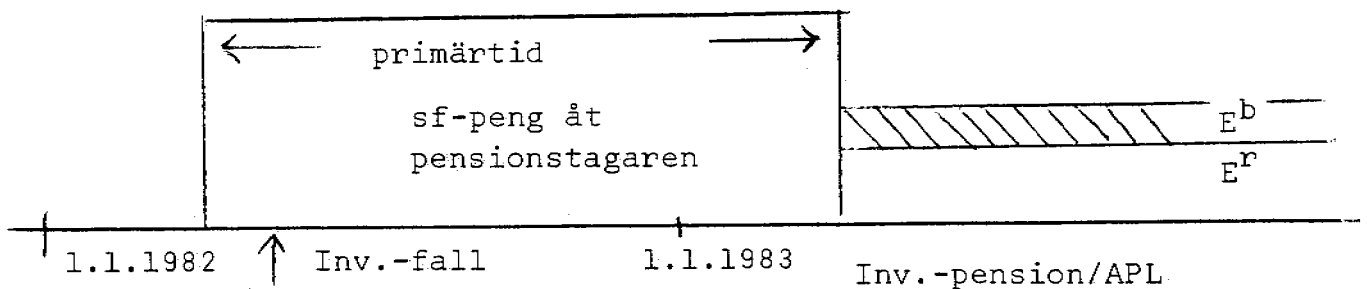 primärtid
sf-peng åt
pensionstagaren
E^b
E^r
1.1.1982 Inv.-fall 1.1.1983 Inv.-pension/APL